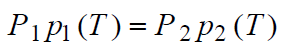 P₁p₁(T) = P₂p₂(T)